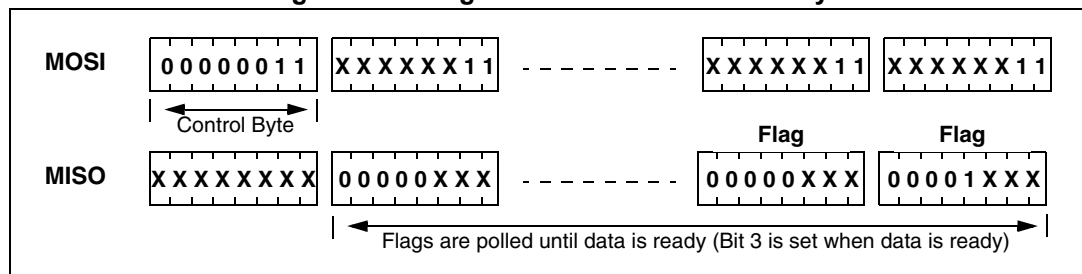 MOSI 00000011 XXXXXX11 - - - - - - - - XXXXXX11 XXXXXX11
Control Byte
Flag Flag
MISO XXXXXXXX 00000XXX - - - - - - - - 00000XXX 00001XXX
Flags are polled until data is ready (Bit 3 is set when data is ready)